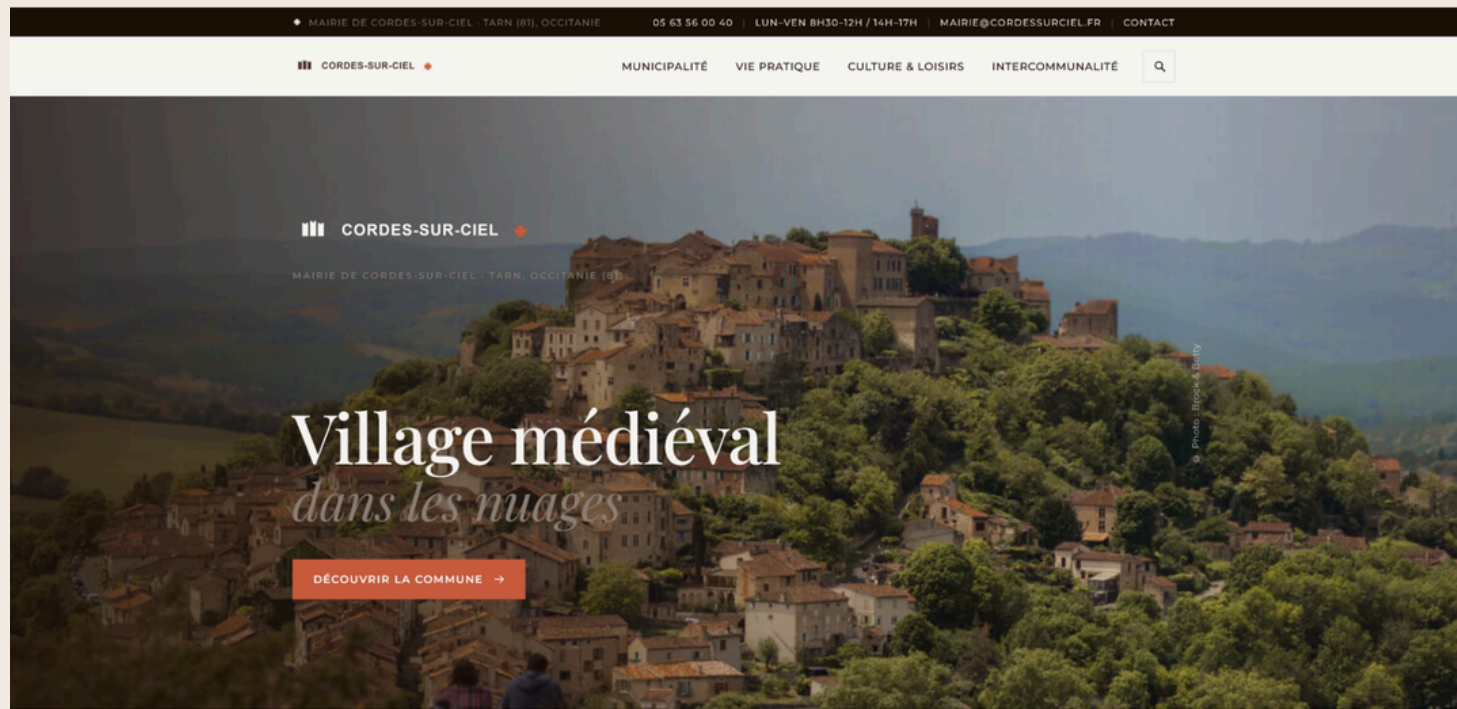 MAIRIE DE CORDES-SUR-CIEL · TARN (81), OCCITANIE
05 63 56 00 40 | LUN–VEN 8H30–12H / 14H–17H | MAIRIE@CORDESSURCIEL.FR | CONTACT
CORDES-SUR-CIEL
MUNICIPALITÉ VIE PRATIQUE CULTURE & LOISIRS INTERCOMMUNALITÉ
CORDES-SUR-CIEL
MAIRIE DE CORDES-SUR-CIEL · TARN, OCCITANIE (81)
© Photo : Brock & Betty
Village médiéval
dans les nuages
DÉCOUVRIR LA COMMUNE →